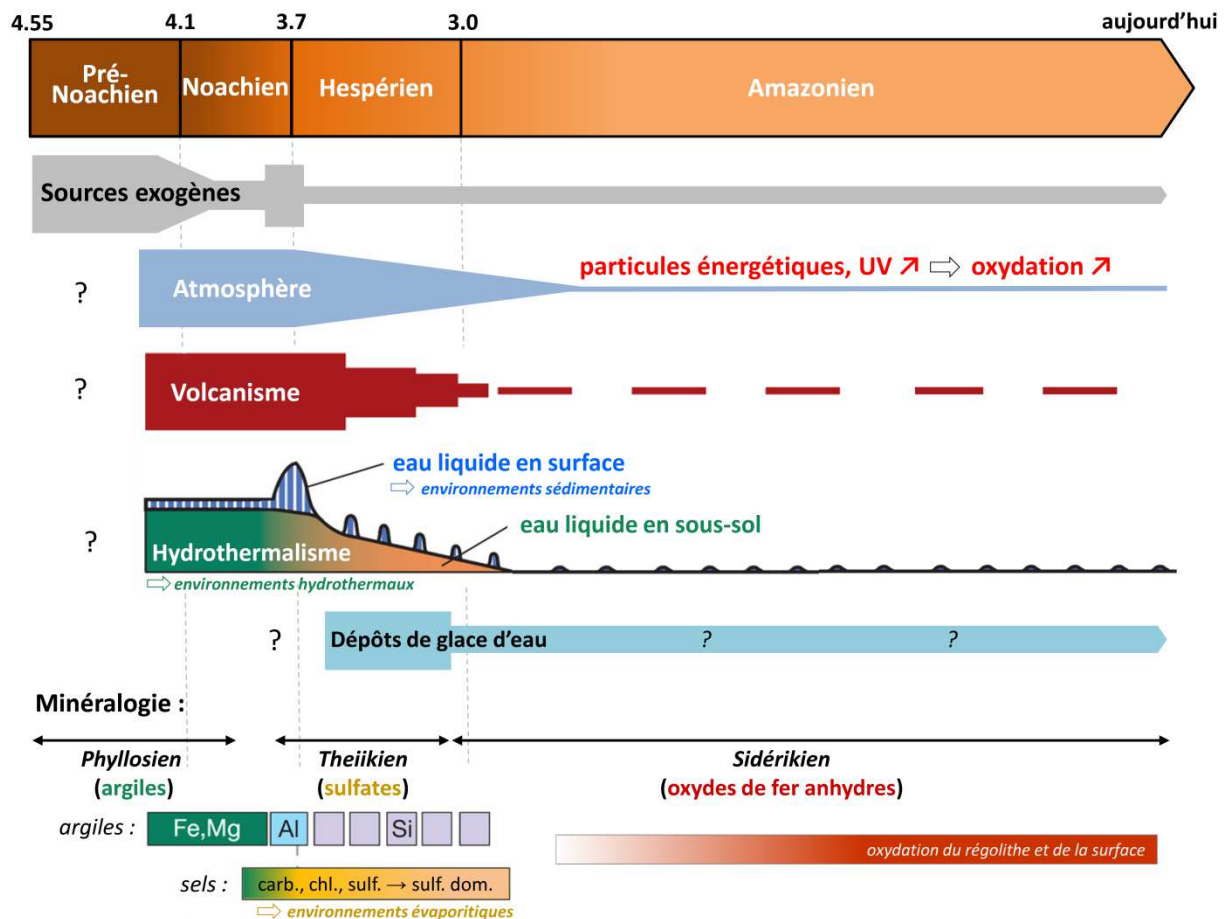 4.55 4.1 3.7 3.0 aujourd’hui
Pré-
Noachien
Noachien
Hespérien
Amazonien
Sources exogènes
particules énergétiques, UV ↗ ⇨ oxydation ↗
? Atmosphère
? Volcanisme
eau liquide en surface
⇨ environnements sédimentaires
eau liquide en sous-sol
? Hydrothermalisme
⇨ environnements hydrothermaux
? Dépôts de glace d’eau ? ?
Minéralogie :
Phyllosien Theiikien Sidérikien
(argiles) (sulfates) (oxydes de fer anhydres)
argiles : Fe,Mg Al Si
oxydation du régolithe et de la surface
sels : carb., chl., sulf. → sulf. dom.
⇨ environnements évaporitiques